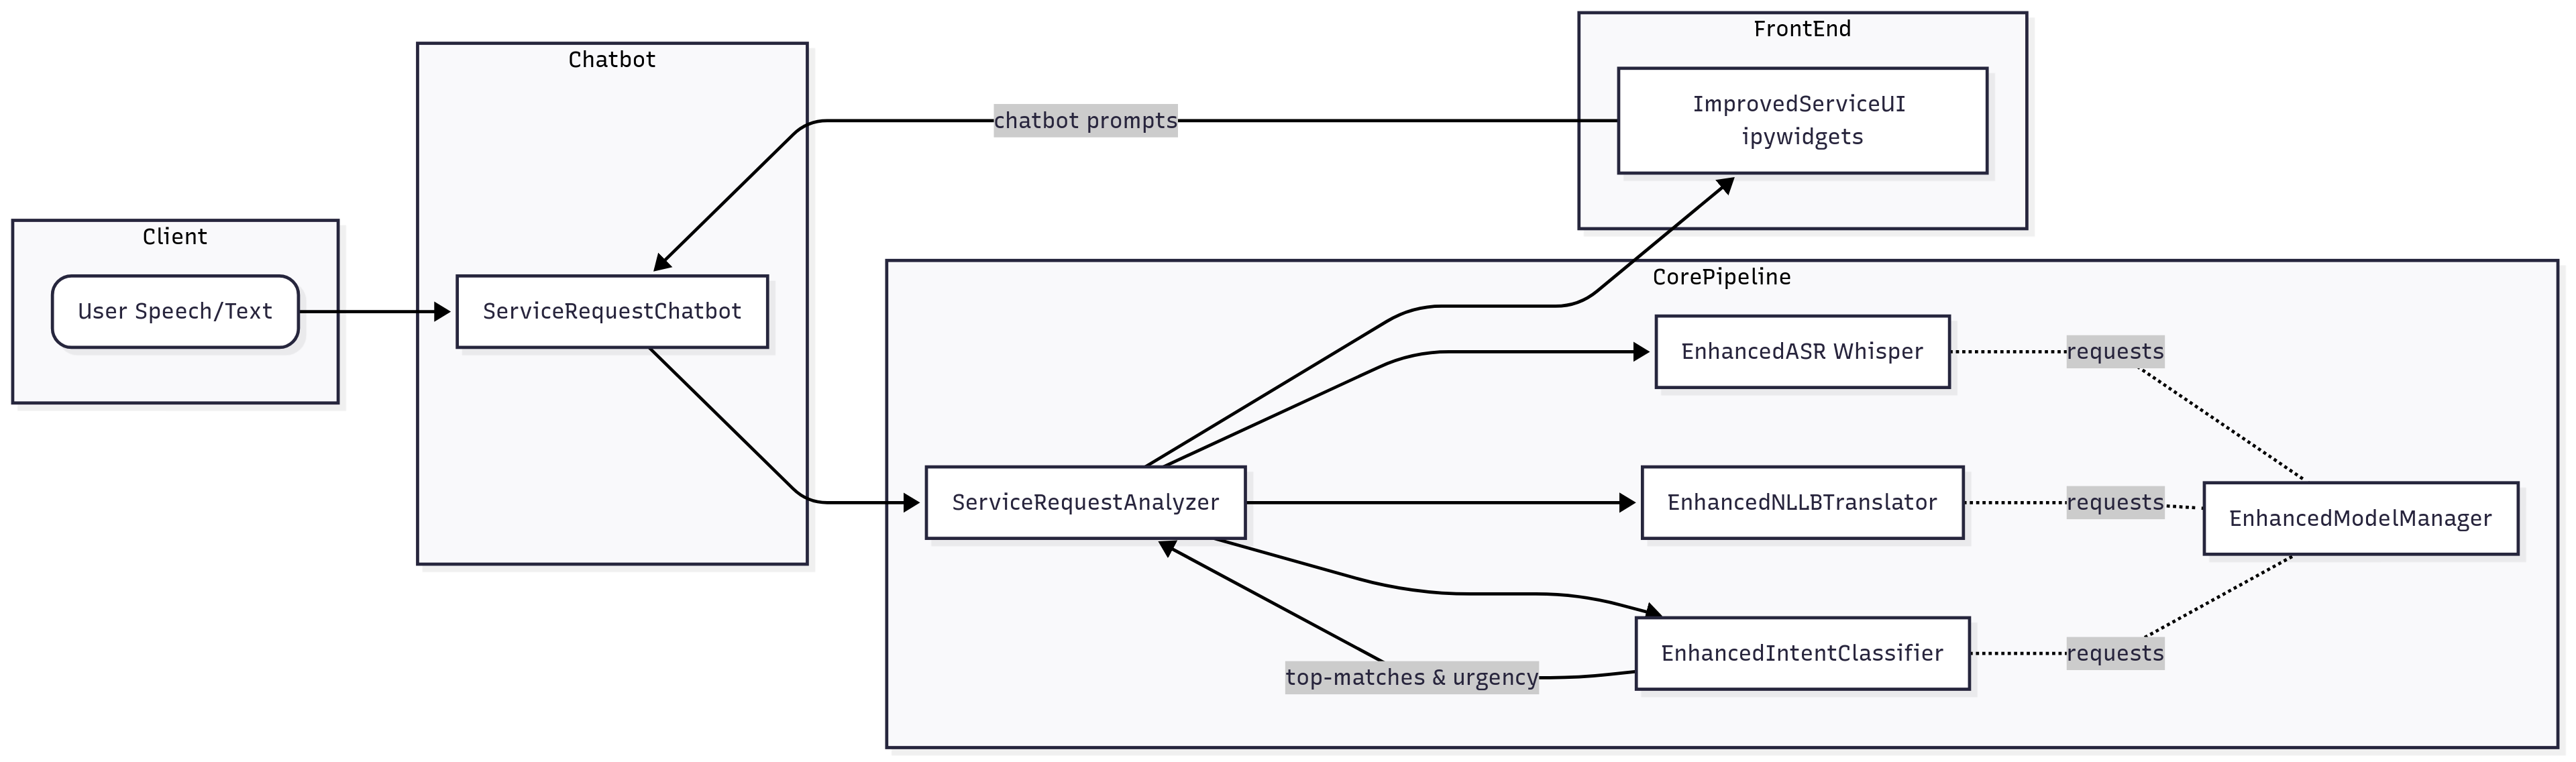 FrontEnd
ImprovedServiceUI
ipywidgets
Chatbot
chatbot prompts
Client
User Speech/Text
ServiceRequestChatbot
CorePipeline
EnhancedASR Whisper
requests
ServiceRequestAnalyzer
EnhancedNLLBTranslator
requests
EnhancedModelManager
EnhancedIntentClassifier
requests
top-matches & urgency